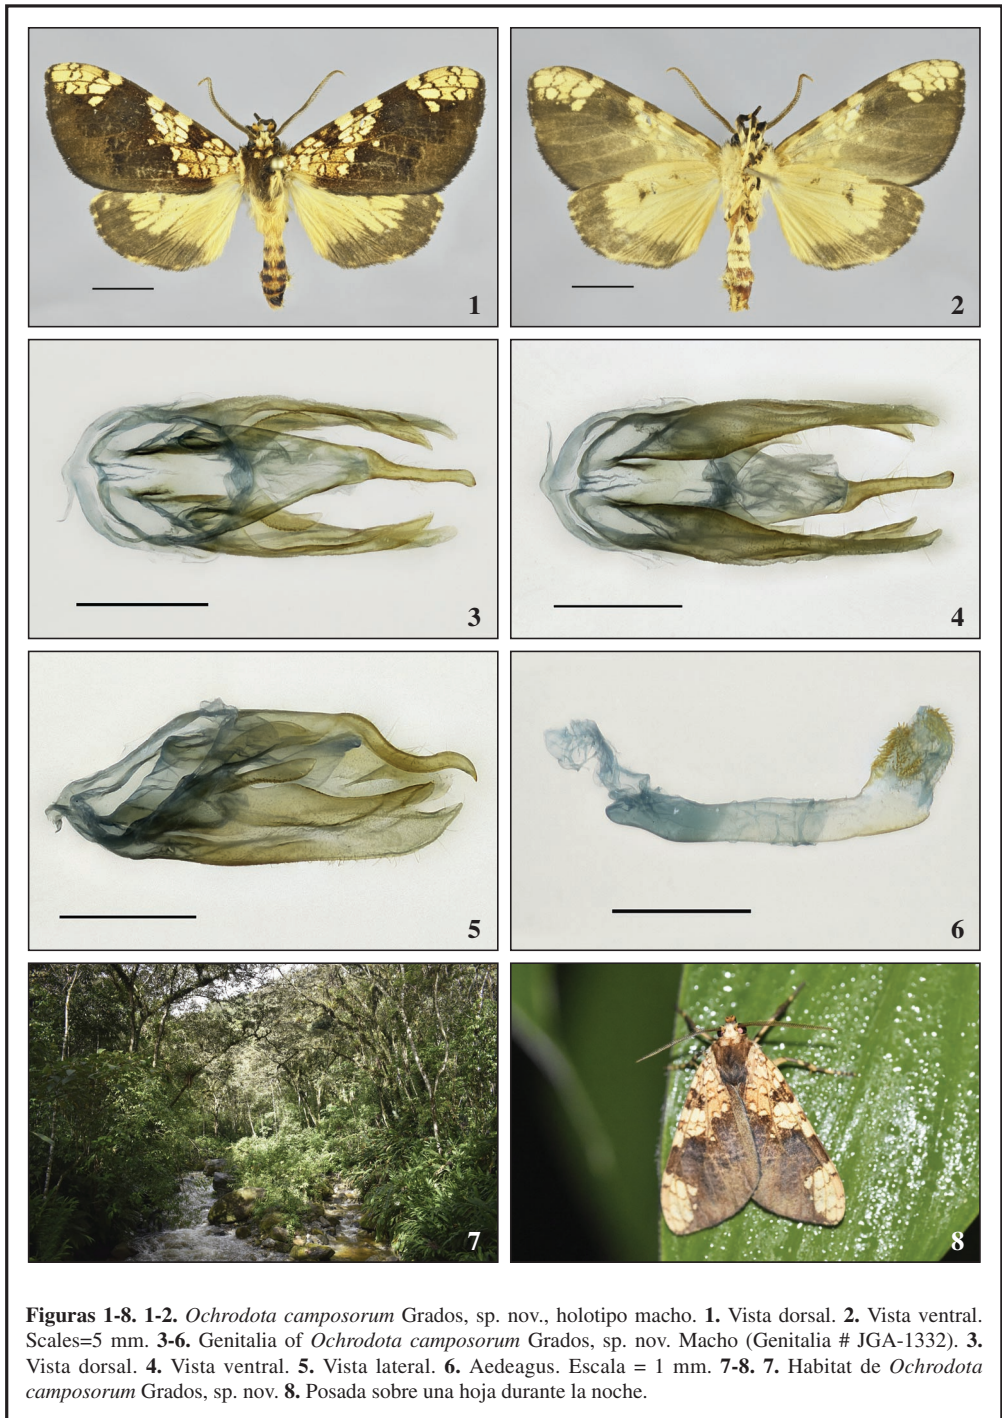 1
2
3
4
5
6
7
8
Figuras 1-8. 1-2. Ochrodota camposorum Grados, sp. nov., holotipo macho. 1. Vista dorsal. 2. Vista ventral.
Scales=5 mm. 3-6. Genitalia of Ochrodota camposorum Grados, sp. nov. Macho (Genitalia # JGA-1332). 3.
Vista dorsal. 4. Vista ventral. 5. Vista lateral. 6. Aedeagus. Escala = 1 mm. 7-8. 7. Habitat de Ochrodota
camposorum Grados, sp. nov. 8. Posada sobre una hoja durante la noche.